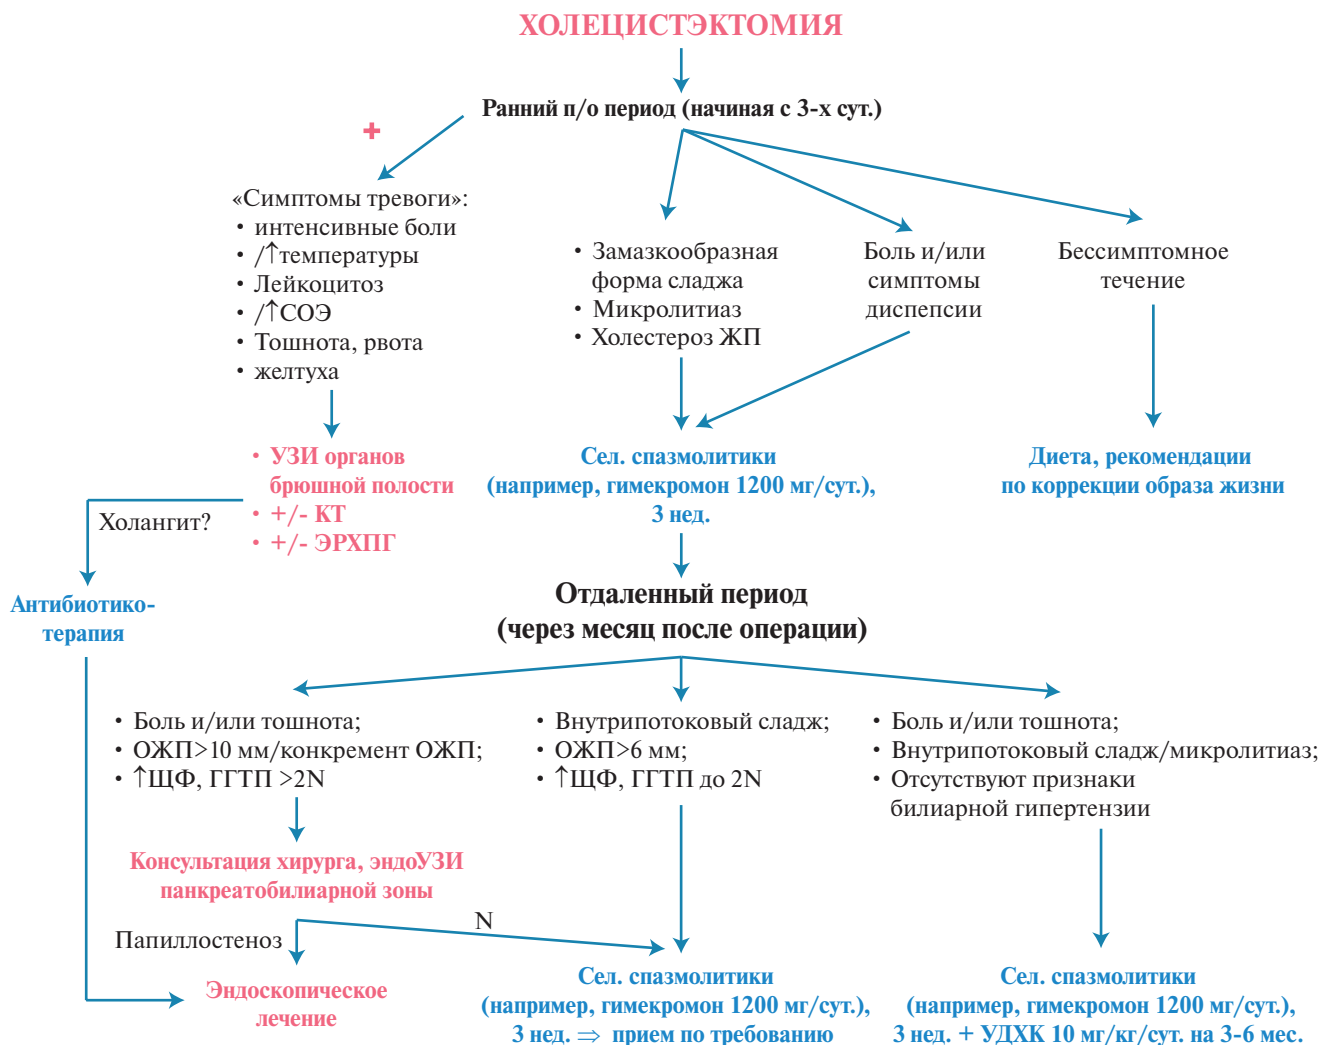 ХОЛЕЦИСТЭКТОМИЯ
Ранний п/о период (начиная с 3-х сут.)
+
«Симптомы тревоги»:
• интенсивные боли
• /↑температуры
• Лейкоцитоз
• /↑СОЭ
• Тошнота, рвота
• желтуха
• Замазкообразная
форма сладжа
• Микролитиаз
• Холестероз ЖП
Боль и/или
симптомы
диспепсии
Бессимптомное
течение
• УЗИ органов
брюшной полости
• +/- КТ
• +/- ЭРХПГ
Сел. спазмолитики
(например, гимекромон 1200 мг/сут.),
3 нед.
Диета, рекомендации
по коррекции образа жизни
Холангит?
Антибиотико-
терапия
Отдаленный период
(через месяц после операции)
• Боль и/или тошнота;
• ОЖП>10 мм/конкремент ОЖП;
• ↑ЩФ, ГГТП >2N
• Внутрипотоковый сладж;
• ОЖП>6 мм;
• ↑ЩФ, ГГТП до 2N
• Боль и/или тошнота;
• Внутрипотоковый сладж/микролитиаз;
• Отсутствуют признаки
билиарной гипертензии
Консультация хирурга, эндоУЗИ
панкреатобилиарной зоны
N
Папиллостеноз
Эндоскопическое
лечение
Сел. спазмолитики
(например, гимекромон 1200 мг/сут.),
3 нед. ⇒ прием по требованию
Сел. спазмолитики
(например, гимекромон 1200 мг/сут.),
3 нед. + УДХК 10 мг/кг/сут. на 3-6 мес.